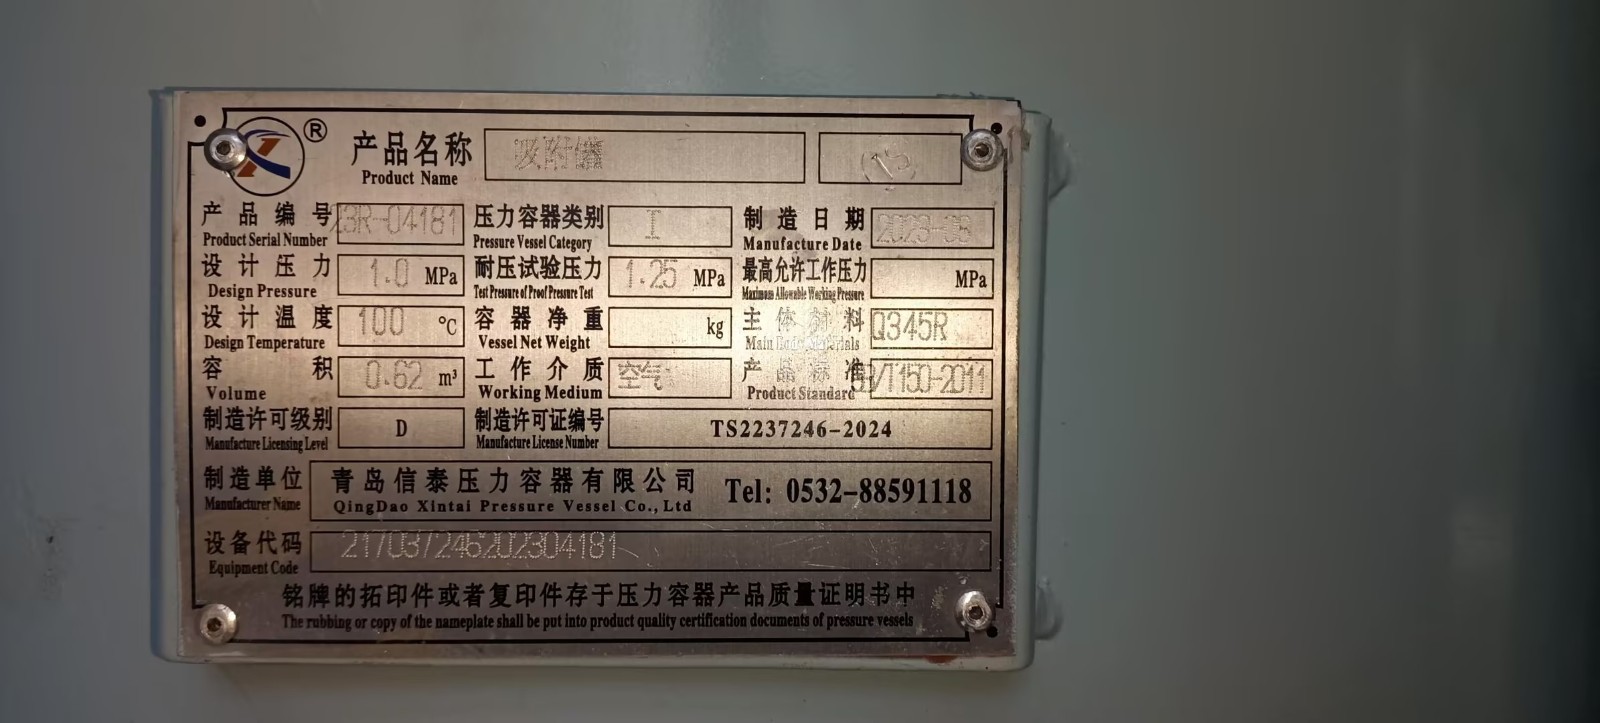 ®
产品名称 吸附罐
Product Name
产品编号 23R-04181 压力容器类别 I 制造日期
Product Serial Number Pressure Vessel Category Manufacture Date
设计压力 1.0 MPa 耐压试验压力 1.25 MPa 最高允许工作压力 MPa
Design Pressure Test Pressure of Proof Pressure Test Maximum Allowable Working Pressure
设计温度 100 ℃ 容器净重 kg 主体材料 Q345R
Design Temperature Vessel Net Weight Main Body Materials
容积 0.62 m³ 工作介质 空气 产品标准 GB/T150-2011
Volume Working Medium Product Standard
制造许可级别 D 制造许可证编号 TS2237246-2024
Manufacture Licensing Level Manufacture License Number
制造单位 青岛信泰压力容器有限公司 Tel: 0532-88591118
Manufacturer Name QingDao Xintai Pressure Vessel Co., Ltd
设备代码 217037246202304181
Equipment Code
铭牌的拓印件或者复印件存于压力容器产品质量证明书中
The rubbing or copy of the nameplate shall be put into product quality certification documents of pressure vessels